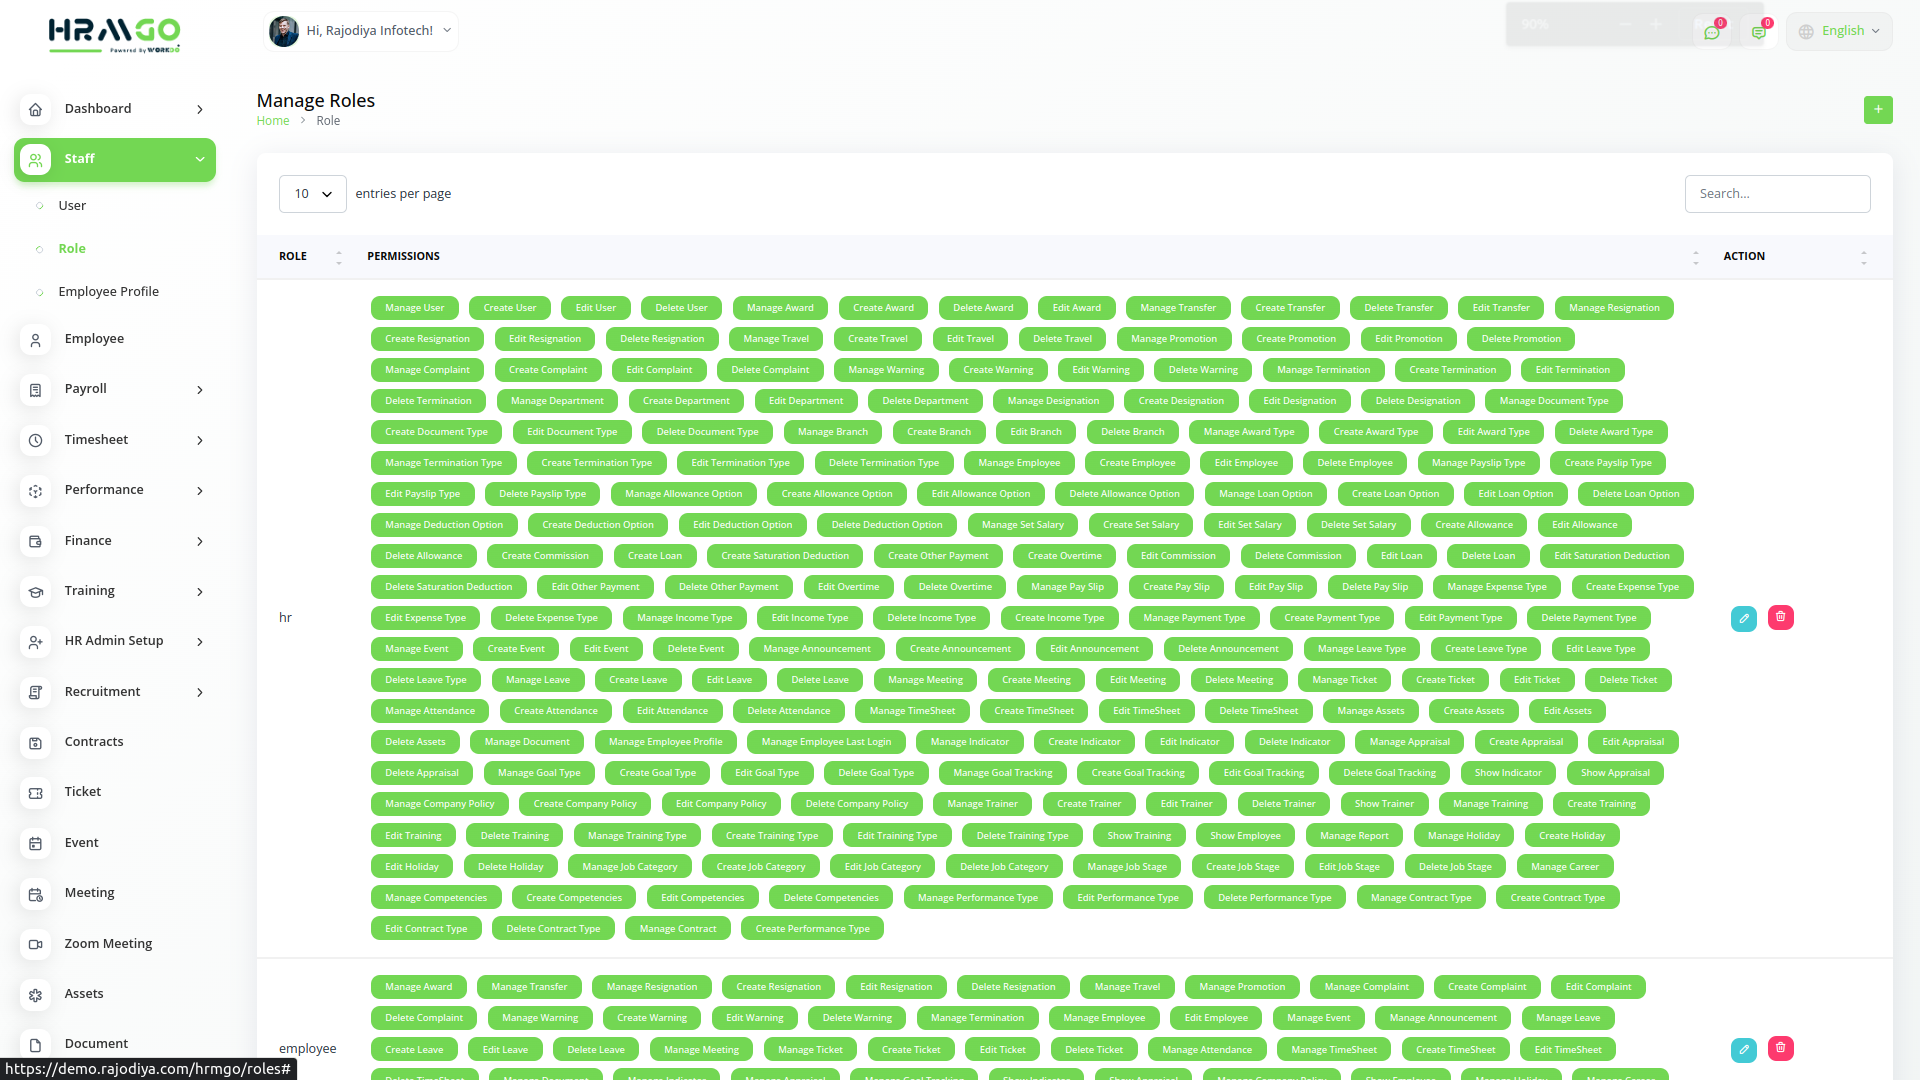 HRMGO
Powered By WORKDO
Hi, Rajodiya Infotech!
90%
0
0
English
Dashboard
Staff
User
Role
Employee Profile
Employee
Payroll
Timesheet
Performance
Finance
Training
HR Admin Setup
Recruitment
Contracts
Ticket
Event
Meeting
Zoom Meeting
Assets
Document
Manage Roles
Home > Role
+
10 entries per page
Search...
ROLE PERMISSIONS ACTION
Manage User Create User Edit User Delete User Manage Award Create Award Delete Award Edit Award Manage Transfer Create Transfer Delete Transfer Edit Transfer Manage Resignation
Create Resignation Edit Resignation Delete Resignation Manage Travel Create Travel Edit Travel Delete Travel Manage Promotion Create Promotion Edit Promotion Delete Promotion
Manage Complaint Create Complaint Edit Complaint Delete Complaint Manage Warning Create Warning Edit Warning Delete Warning Manage Termination Create Termination Edit Termination
Delete Termination Manage Department Create Department Edit Department Delete Department Manage Designation Create Designation Edit Designation Delete Designation Manage Document Type
Create Document Type Edit Document Type Delete Document Type Manage Branch Create Branch Edit Branch Delete Branch Manage Award Type Create Award Type Edit Award Type Delete Award Type
Manage Termination Type Create Termination Type Edit Termination Type Delete Termination Type Manage Employee Create Employee Edit Employee Delete Employee Manage Payslip Type Create Payslip Type
Edit Payslip Type Delete Payslip Type Manage Allowance Option Create Allowance Option Edit Allowance Option Delete Allowance Option Manage Loan Option Create Loan Option Edit Loan Option Delete Loan Option
Manage Deduction Option Create Deduction Option Edit Deduction Option Delete Deduction Option Manage Set Salary Create Set Salary Edit Set Salary Delete Set Salary Create Allowance Edit Allowance
Delete Allowance Create Commission Create Loan Create Saturation Deduction Create Other Payment Create Overtime Edit Commission Delete Commission Edit Loan Delete Loan Edit Saturation Deduction
Delete Saturation Deduction Edit Other Payment Delete Other Payment Edit Overtime Delete Overtime Manage Pay Slip Create Pay Slip Edit Pay Slip Delete Pay Slip Manage Expense Type Create Expense Type
hr Edit Expense Type Delete Expense Type Manage Income Type Edit Income Type Delete Income Type Create Income Type Manage Payment Type Create Payment Type Edit Payment Type Delete Payment Type
Manage Event Create Event Edit Event Delete Event Manage Announcement Create Announcement Edit Announcement Delete Announcement Manage Leave Type Create Leave Type Edit Leave Type
Delete Leave Type Manage Leave Create Leave Edit Leave Delete Leave Manage Meeting Create Meeting Edit Meeting Delete Meeting Manage Ticket Create Ticket Edit Ticket Delete Ticket
Manage Attendance Create Attendance Edit Attendance Delete Attendance Manage TimeSheet Create TimeSheet Edit TimeSheet Delete TimeSheet Manage Assets Create Assets Edit Assets
Delete Assets Manage Document Manage Employee Profile Manage Employee Last Login Manage Indicator Create Indicator Edit Indicator Delete Indicator Manage Appraisal Create Appraisal Edit Appraisal
Delete Appraisal Manage Goal Type Create Goal Type Edit Goal Type Delete Goal Type Manage Goal Tracking Create Goal Tracking Edit Goal Tracking Delete Goal Tracking Show Indicator Show Appraisal
Manage Company Policy Create Company Policy Edit Company Policy Delete Company Policy Manage Trainer Create Trainer Edit Trainer Delete Trainer Show Trainer Manage Training Create Training
Edit Training Delete Training Manage Training Type Create Training Type Edit Training Type Delete Training Type Show Training Show Employee Manage Report Manage Holiday Create Holiday
Edit Holiday Delete Holiday Manage Job Category Create Job Category Edit Job Category Delete Job Category Manage Job Stage Create Job Stage Edit Job Stage Delete Job Stage Manage Career
Manage Competencies Create Competencies Edit Competencies Delete Competencies Manage Performance Type Edit Performance Type Delete Performance Type Manage Contract Type Create Contract Type
Edit Contract Type Delete Contract Type Manage Contract Create Performance Type
Manage Award Manage Transfer Manage Resignation Create Resignation Edit Resignation Delete Resignation Manage Travel Manage Promotion Manage Complaint Create Complaint Edit Complaint
Delete Complaint Manage Warning Create Warning Edit Warning Delete Warning Manage Termination Manage Employee Edit Employee Manage Event Manage Announcement Manage Leave
employee Create Leave Edit Leave Delete Leave Manage Meeting Manage Ticket Create Ticket Edit Ticket Delete Ticket Manage Attendance Manage TimeSheet Create TimeSheet Edit TimeSheet
https://demo.rajodiya.com/hrmgo/roles#